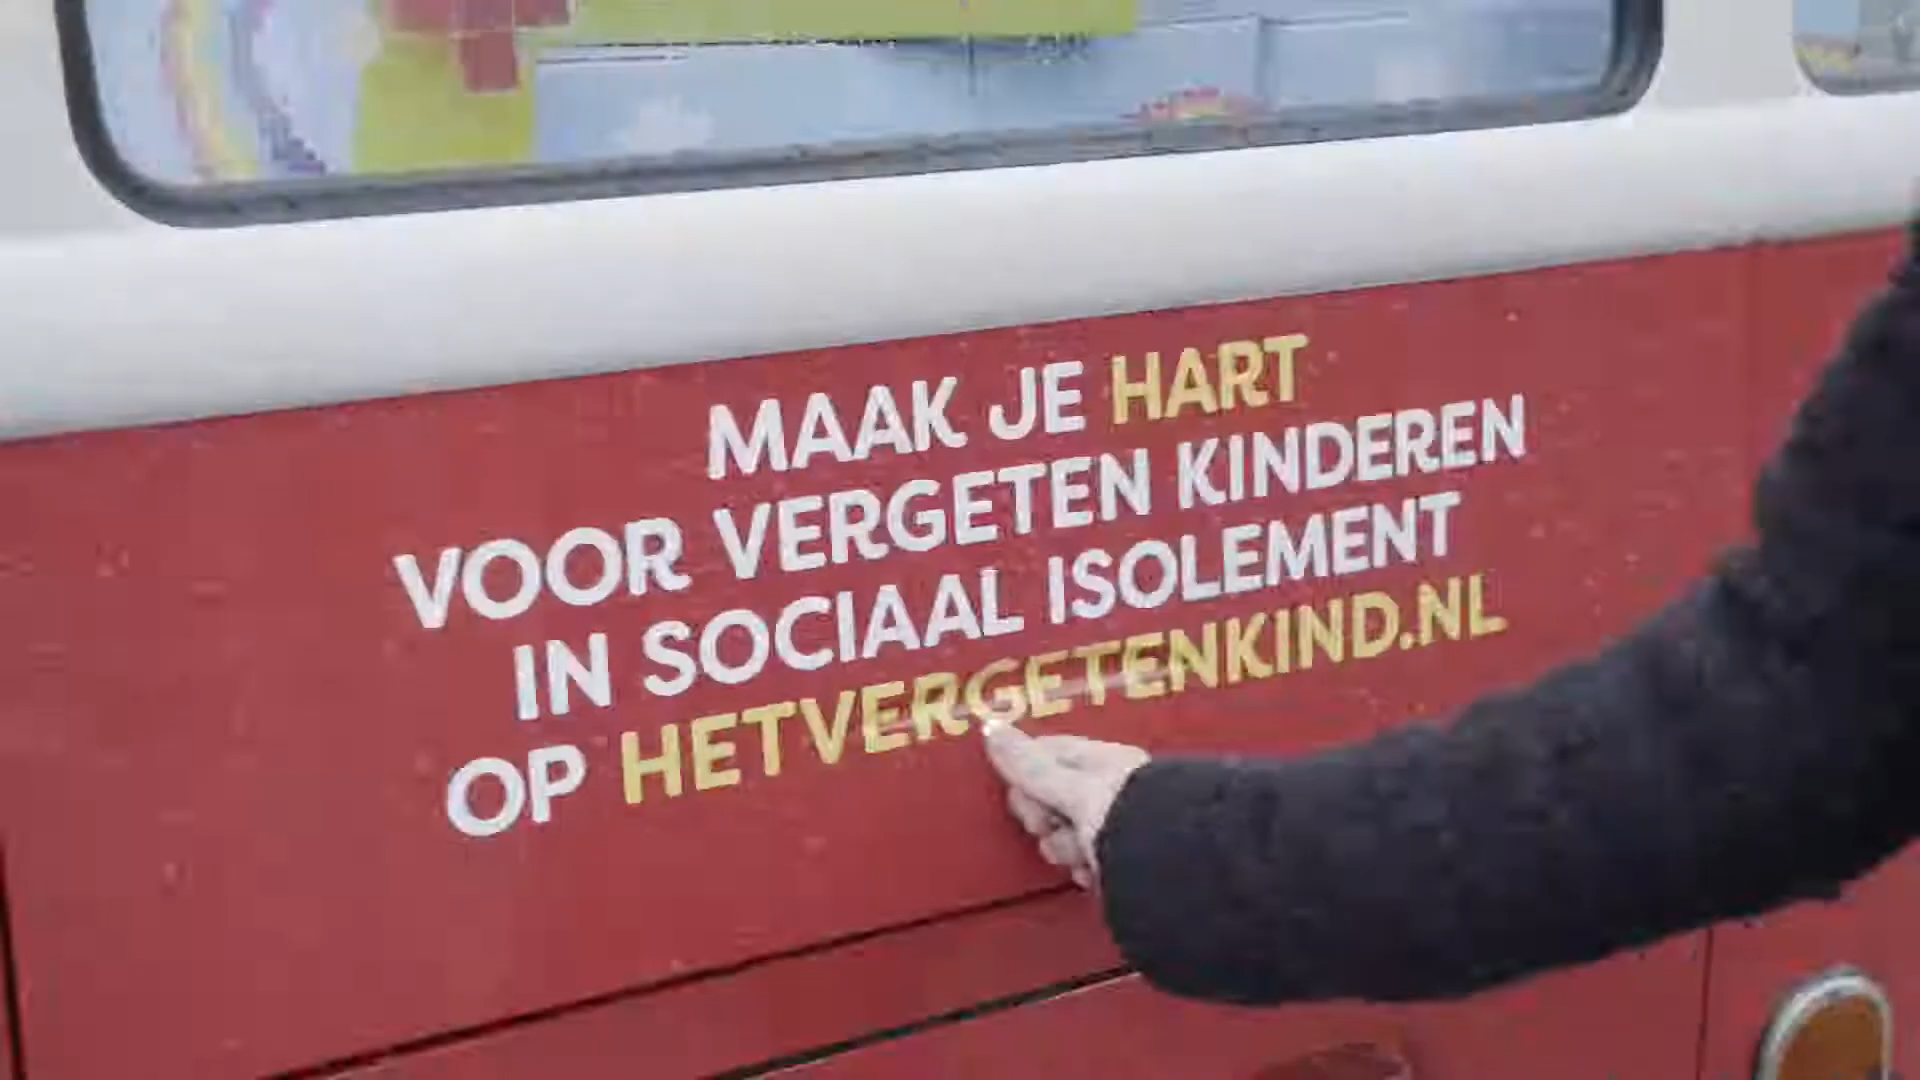 MAAK JE HART
VOOR VERGETEN KINDEREN
IN SOCIAAL ISOLEMENT
OP HETVERGETENKIND.NL